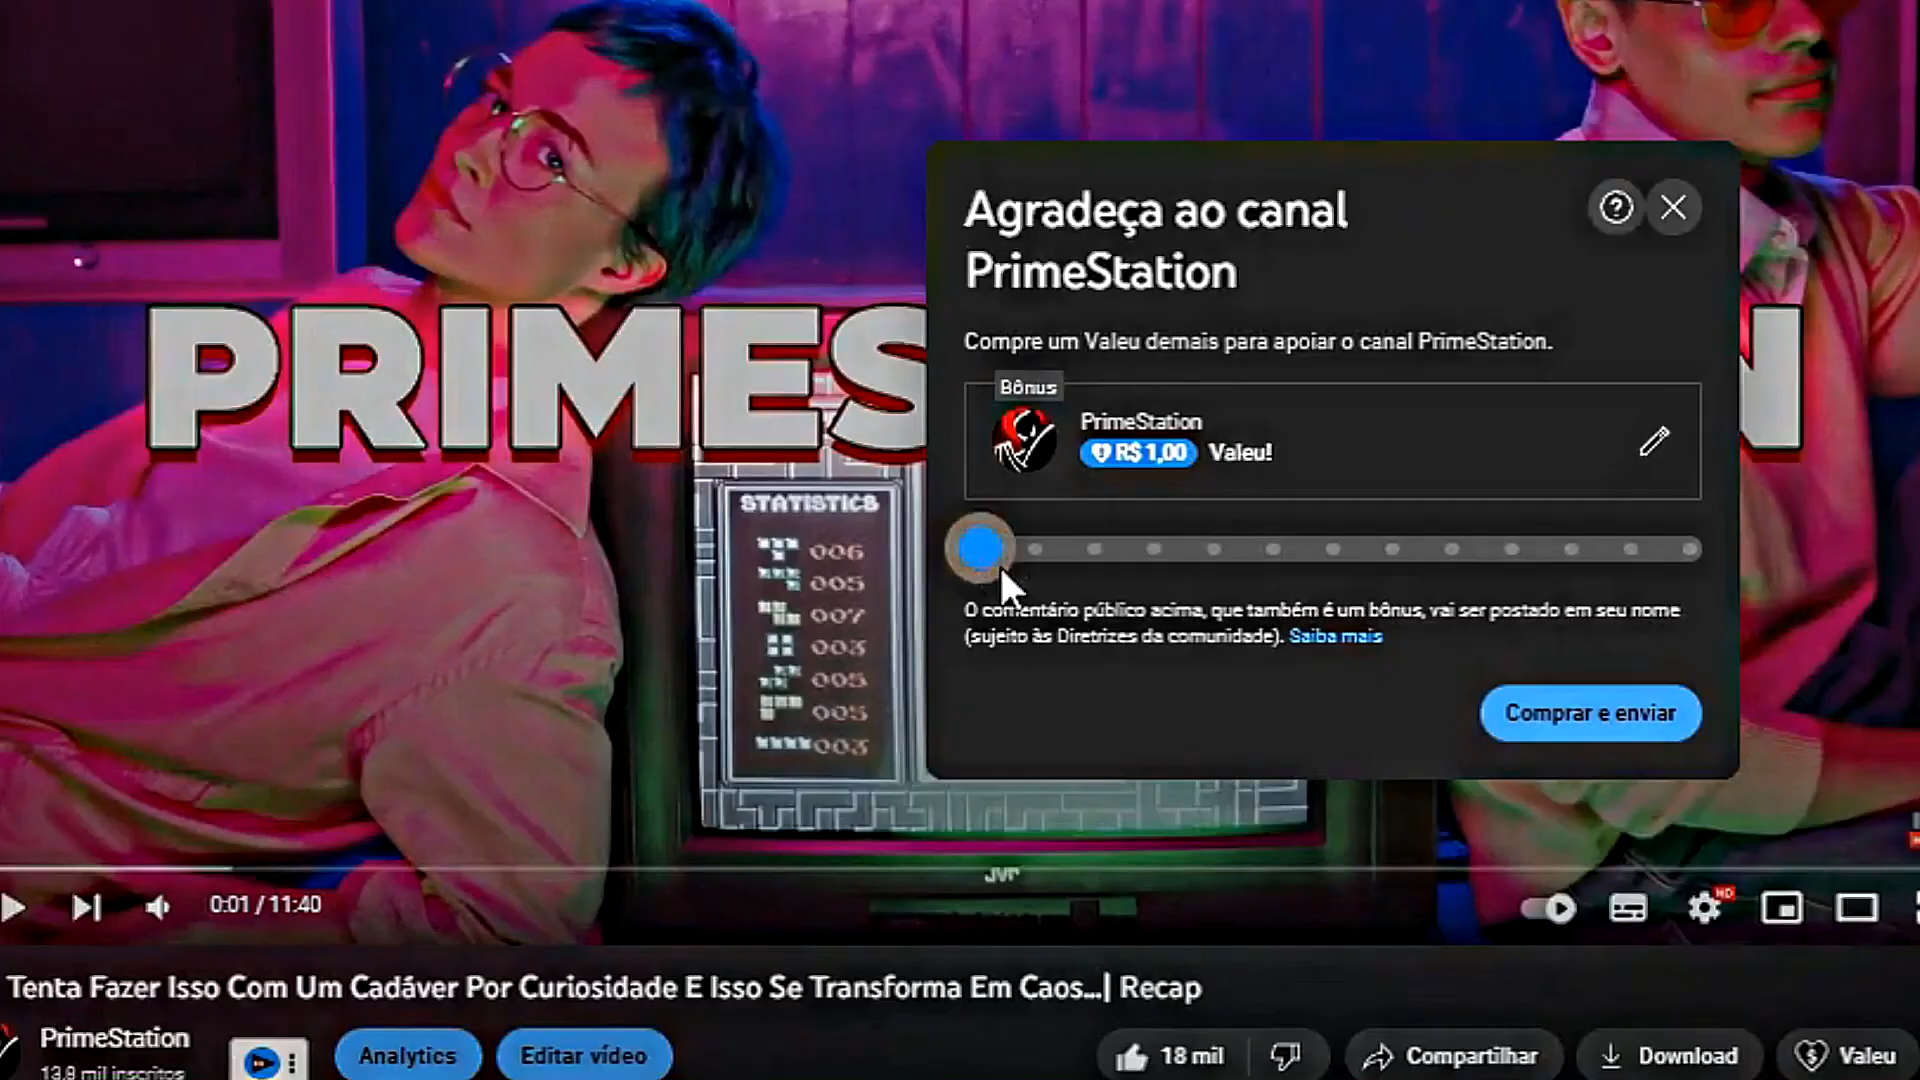 PRIMES
N
Agradeça ao canal
PrimeStation
Compre um Valeu demais para apoiar o canal PrimeStation.
Bônus
PrimeStation
R$ 1,00 Valeu!
O comentário público acima, que também é um bônus, vai ser postado em seu nome
(sujeito às Diretrizes da comunidade). Saiba mais
Comprar e enviar
STATISTICS
006
005
007
003
005
005
003
JVC
0:01 / 11:40
HD
Tenta Fazer Isso Com Um Cadáver Por Curiosidade E Isso Se Transforma Em Caos...| Recap
PrimeStation
13,8 mil inscritos
Analytics
Editar vídeo
18 mil
Compartilhar
Download
Valeu